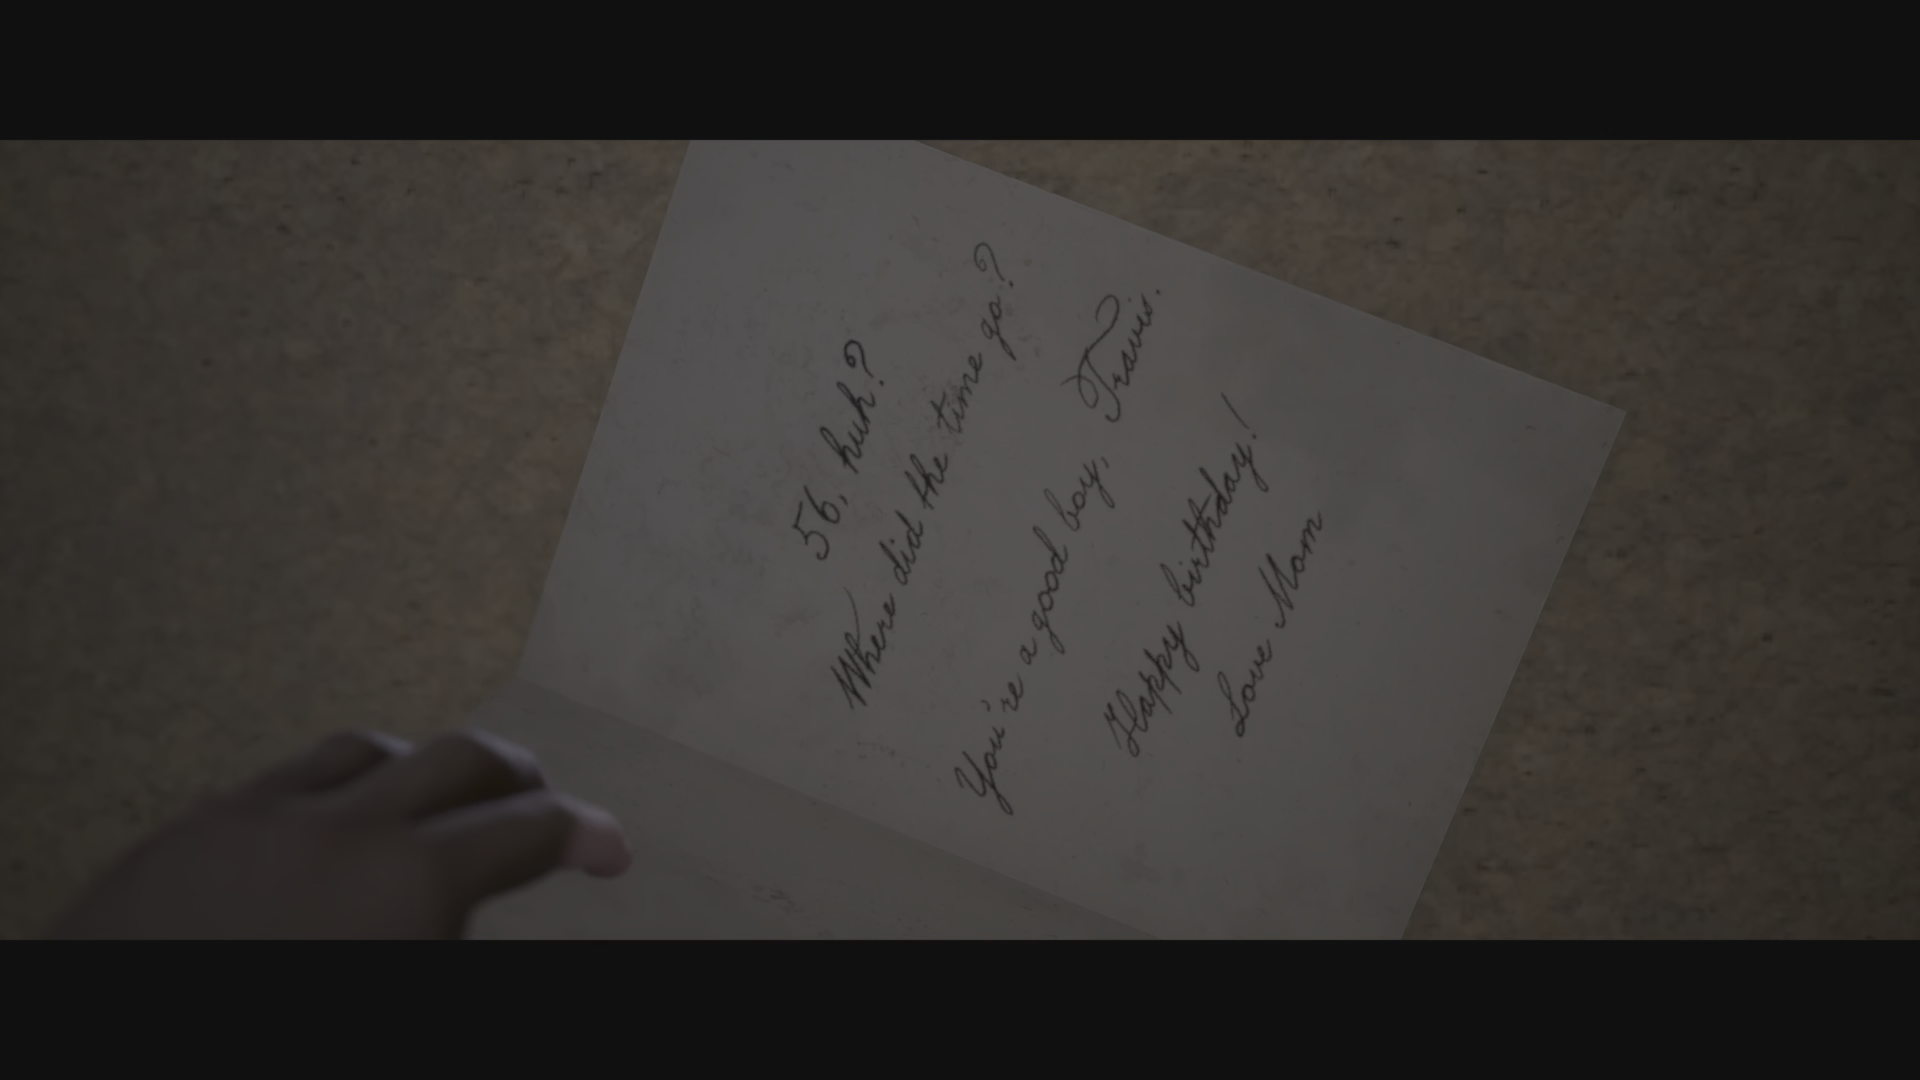 56, huh?
Where did the time go?
You're a good boy, Travis.
Happy birthday!
Love Mom